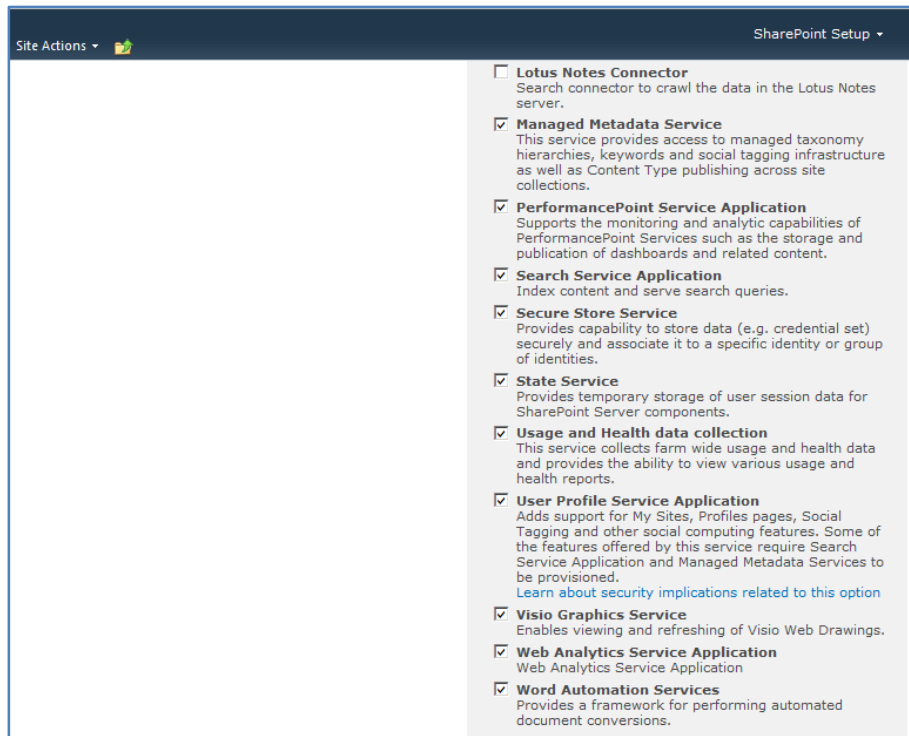 SharePoint Setup
Site Actions
Lotus Notes Connector
Search connector to crawl the data in the Lotus Notes
server.
Managed Metadata Service
This service provides access to managed taxonomy
hierarchies, keywords and social tagging infrastructure
as well as Content Type publishing across site
collections.
PerformancePoint Service Application
Supports the monitoring and analytic capabilities of
PerformancePoint Services such as the storage and
publication of dashboards and related content.
Search Service Application
Index content and serve search queries.
Secure Store Service
Provides capability to store data (e.g. credential set)
securely and associate it to a specific identity or group
of identities.
State Service
Provides temporary storage of user session data for
SharePoint Server components.
Usage and Health data collection
This service collects farm wide usage and health data
and provides the ability to view various usage and
health reports.
User Profile Service Application
Adds support for My Sites, Profiles pages, Social
Tagging and other social computing features. Some of
the features offered by this service require Search
Service Application and Managed Metadata Services to
be provisioned.
Learn about security implications related to this option
Visio Graphics Service
Enables viewing and refreshing of Visio Web Drawings.
Web Analytics Service Application
Web Analytics Service Application
Word Automation Services
Provides a framework for performing automated
document conversions.